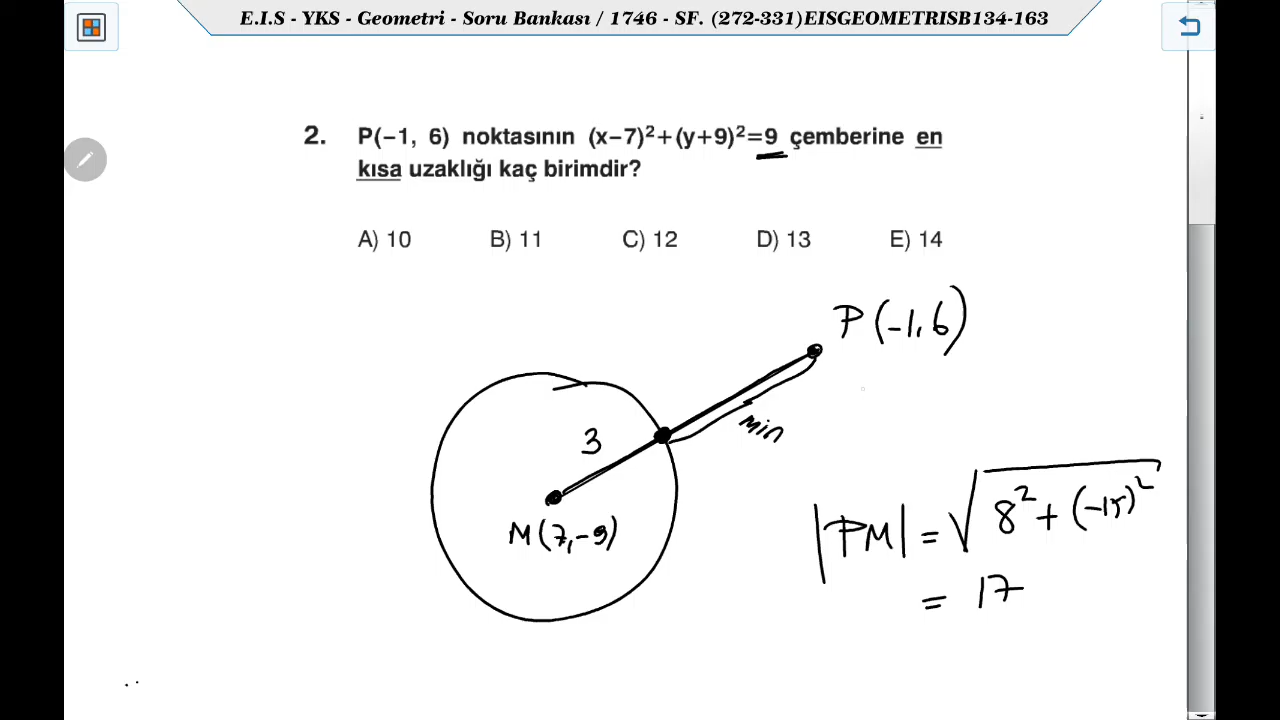 E.I.S - YKS - Geometri - Soru Bankası / 1746 - SF. (272-331)EISGEOMETRISB134-163
2. P(−1, 6) noktasının (x−7)²+(y+9)²=9 çemberine en
kısa uzaklığı kaç birimdir?
A) 10 B) 11 C) 12 D) 13 E) 14
P(-1,6)
min
3
M(7,-9)
|PM| = √8²+(-15)²
= 17